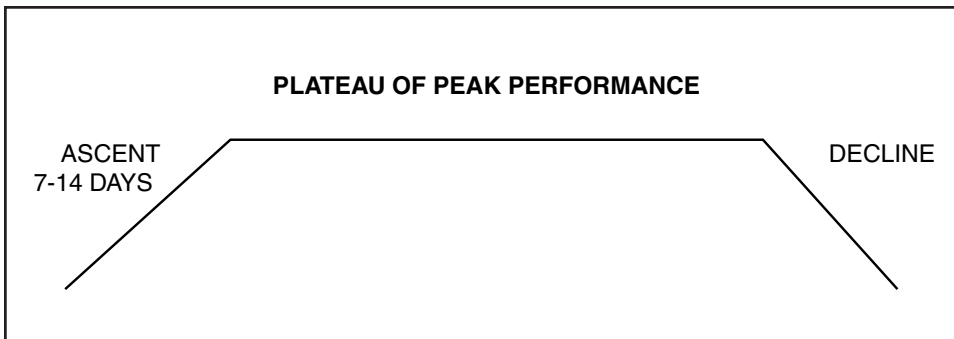 PLATEAU OF PEAK PERFORMANCE
ASCENT
7-14 DAYS
DECLINE